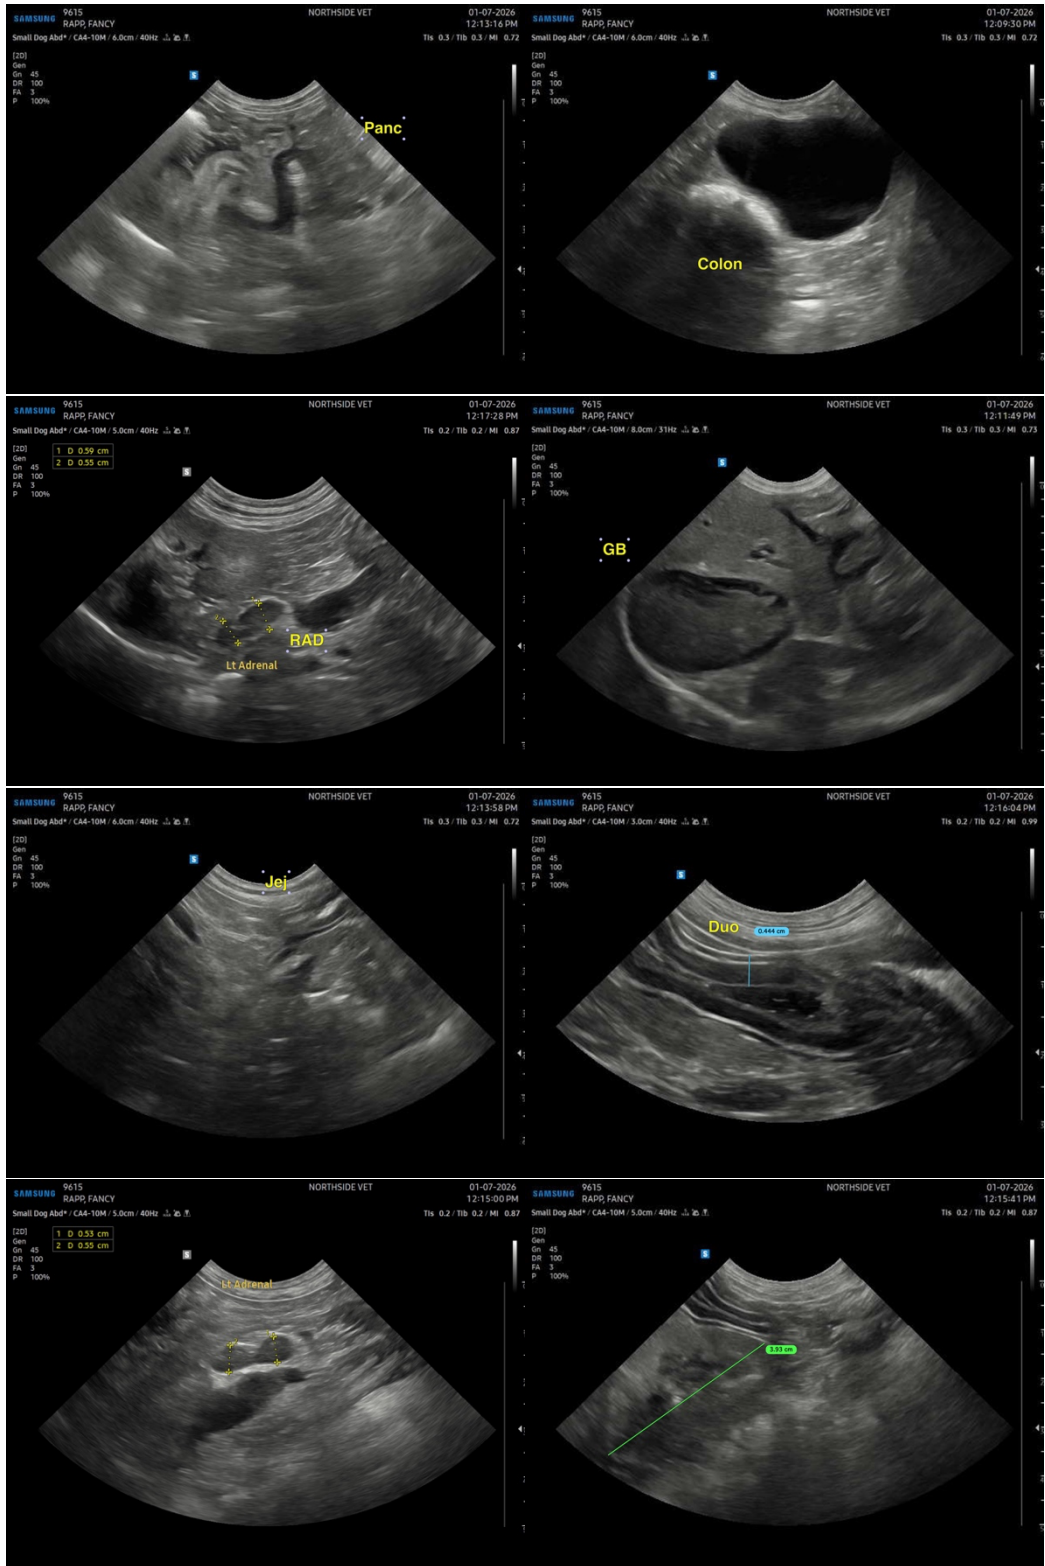 9615
NORTHSIDE VET
01-07-2026
SAMSUNG
RAPP, FANCY
12:13:16 PM
Small Dog Abd* / CA4-10M / 6.0cm / 40Hz
TIs 0.3 / TIb 0.3 / MI 0.72
[2D]
Gen
Gn 45
DR 100
FA 3
P 100%
S
Panc
9615
NORTHSIDE VET
01-07-2026
SAMSUNG
RAPP, FANCY
12:09:30 PM
Small Dog Abd* / CA4-10M / 6.0cm / 40Hz
TIs 0.3 / TIb 0.3 / MI 0.72
[2D]
Gen
Gn 45
DR 100
FA 3
P 100%
S
Colon
9615
NORTHSIDE VET
01-07-2026
SAMSUNG
RAPP, FANCY
12:17:28 PM
Small Dog Abd* / CA4-10M / 5.0cm / 40Hz
TIs 0.2 / TIb 0.2 / MI 0.87
[2D]
Gen
Gn 45
DR 100
FA 3
P 100%
1 D 0.59 cm
2 D 0.55 cm
S
RAD
Lt Adrenal
9615
NORTHSIDE VET
01-07-2026
SAMSUNG
RAPP, FANCY
12:11:49 PM
Small Dog Abd* / CA4-10M / 8.0cm / 31Hz
TIs 0.3 / TIb 0.3 / MI 0.73
[2D]
Gen
Gn 45
DR 100
FA 3
P 100%
S
GB
9615
NORTHSIDE VET
01-07-2026
SAMSUNG
RAPP, FANCY
12:13:58 PM
Small Dog Abd* / CA4-10M / 6.0cm / 40Hz
TIs 0.3 / TIb 0.3 / MI 0.72
[2D]
Gen
Gn 45
DR 100
FA 3
P 100%
S
Jej
9615
NORTHSIDE VET
01-07-2026
SAMSUNG
RAPP, FANCY
12:16:04 PM
Small Dog Abd* / CA4-10M / 3.0cm / 40Hz
TIs 0.2 / TIb 0.2 / MI 0.99
[2D]
Gen
Gn 45
DR 100
FA 3
P 100%
S
Duo
0.444 cm
9615
NORTHSIDE VET
01-07-2026
SAMSUNG
RAPP, FANCY
12:15:00 PM
Small Dog Abd* / CA4-10M / 5.0cm / 40Hz
TIs 0.2 / TIb 0.2 / MI 0.87
[2D]
Gen
Gn 45
DR 100
FA 3
P 100%
1 D 0.53 cm
2 D 0.55 cm
S
Lt Adrenal
9615
NORTHSIDE VET
01-07-2026
SAMSUNG
RAPP, FANCY
12:15:41 PM
Small Dog Abd* / CA4-10M / 5.0cm / 40Hz
TIs 0.2 / TIb 0.2 / MI 0.87
[2D]
Gen
Gn 45
DR 100
FA 3
P 100%
S
3.93 cm